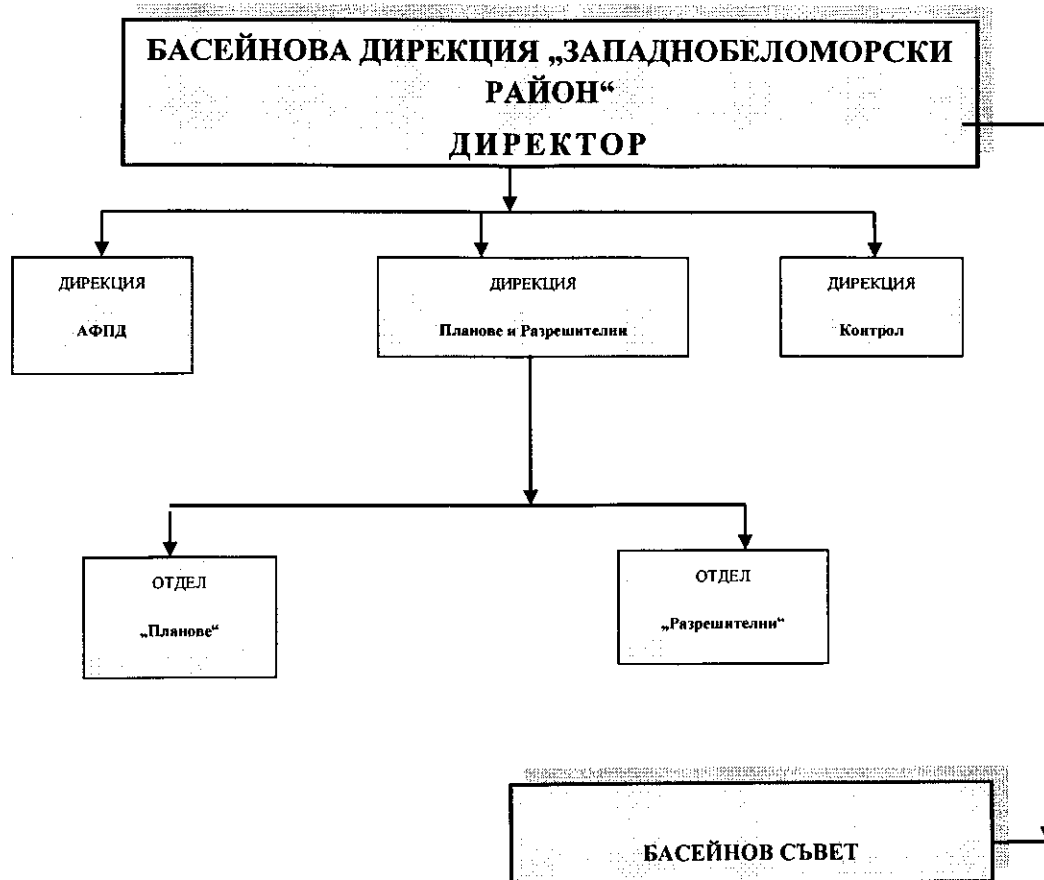 БАСЕЙНОВА ДИРЕКЦИЯ „ЗАПАДНОБЕЛОМОРСКИ
РАЙОН“
ДИРЕКТОР
ДИРЕКЦИЯ
АФПД
ДИРЕКЦИЯ
Планове и Разрешителни
ДИРЕКЦИЯ
Контрол
ОТДЕЛ
„Планове“
ОТДЕЛ
„Разрешителни“
БАСЕЙНОВ СЪВЕТ